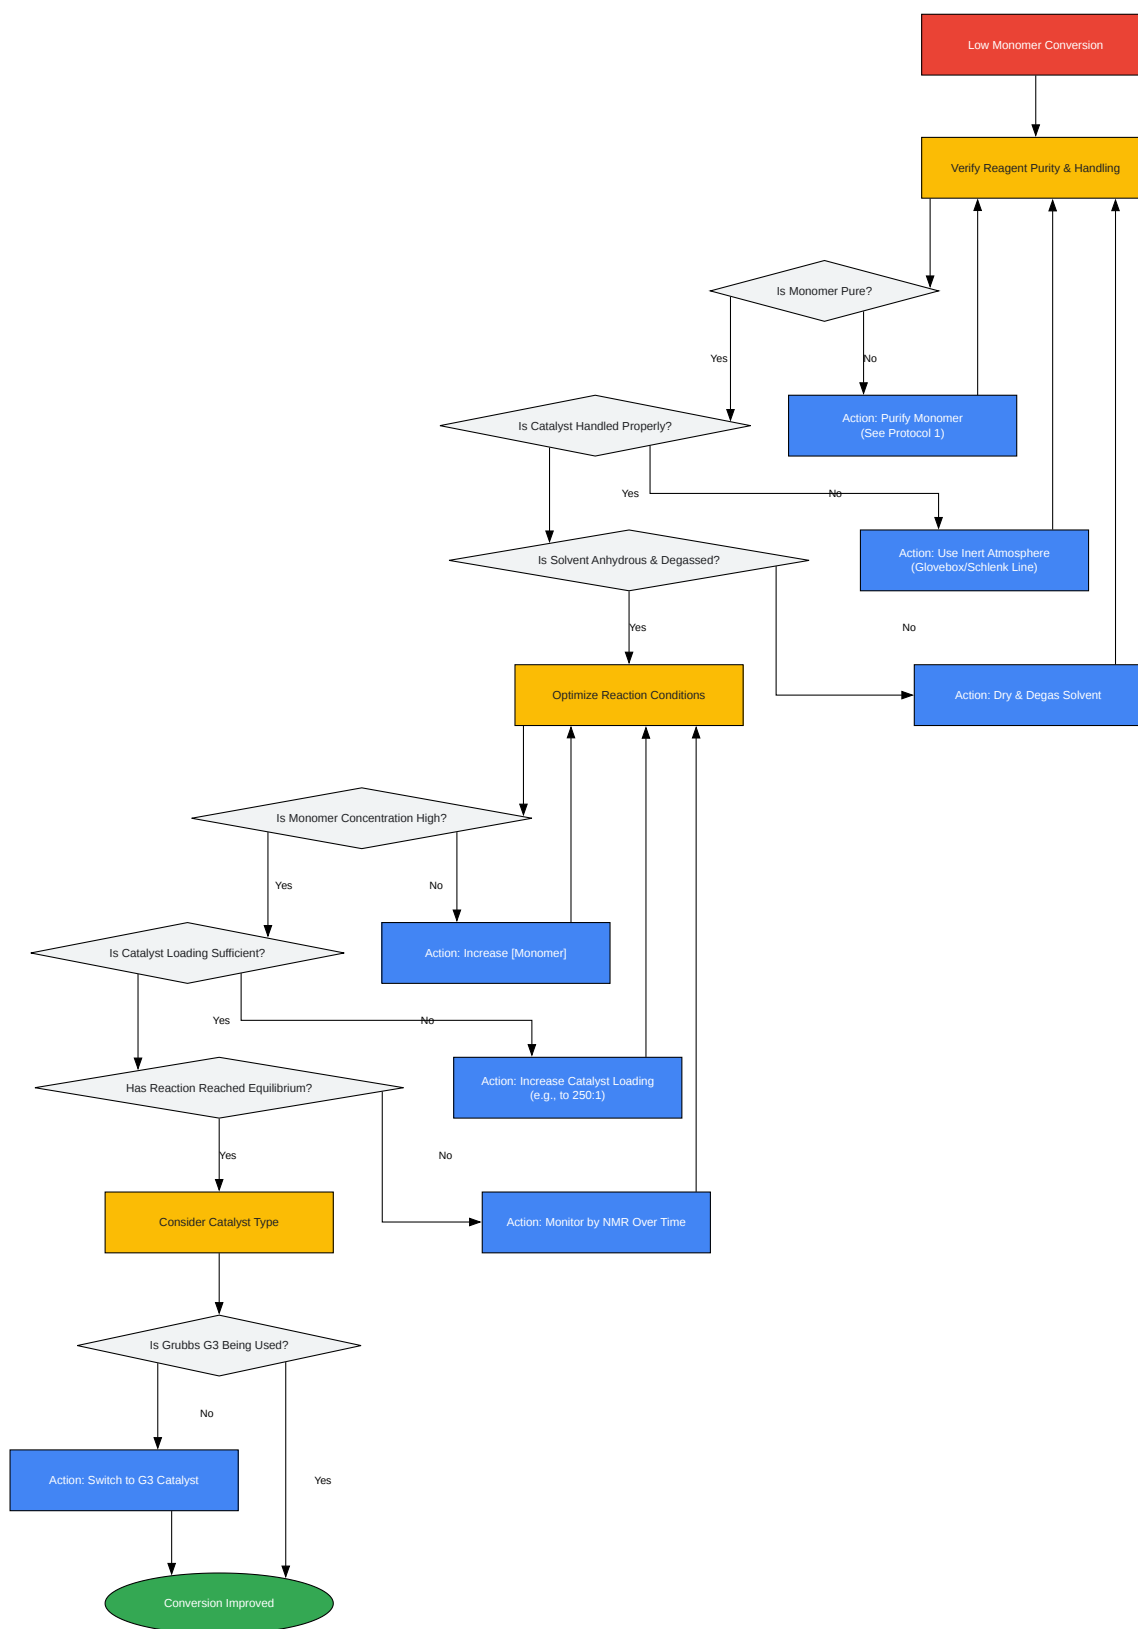 Low Monomer Conversion
Verify Reagent Purity & Handling
Is Monomer Pure?
Yes
No
Action: Purify Monomer
(See Protocol 1)
Is Catalyst Handled Properly?
Yes
No
Action: Use Inert Atmosphere
(Glovebox/Schlenk Line)
Is Solvent Anhydrous & Degassed?
Yes
No
Action: Dry & Degas Solvent
Optimize Reaction Conditions
Is Monomer Concentration High?
Yes
No
Action: Increase [Monomer]
Is Catalyst Loading Sufficient?
Yes
No
Action: Increase Catalyst Loading
(e.g., to 250:1)
Has Reaction Reached Equilibrium?
Yes
No
Action: Monitor by NMR Over Time
Consider Catalyst Type
Is Grubbs G3 Being Used?
No
Yes
Action: Switch to G3 Catalyst
Conversion Improved